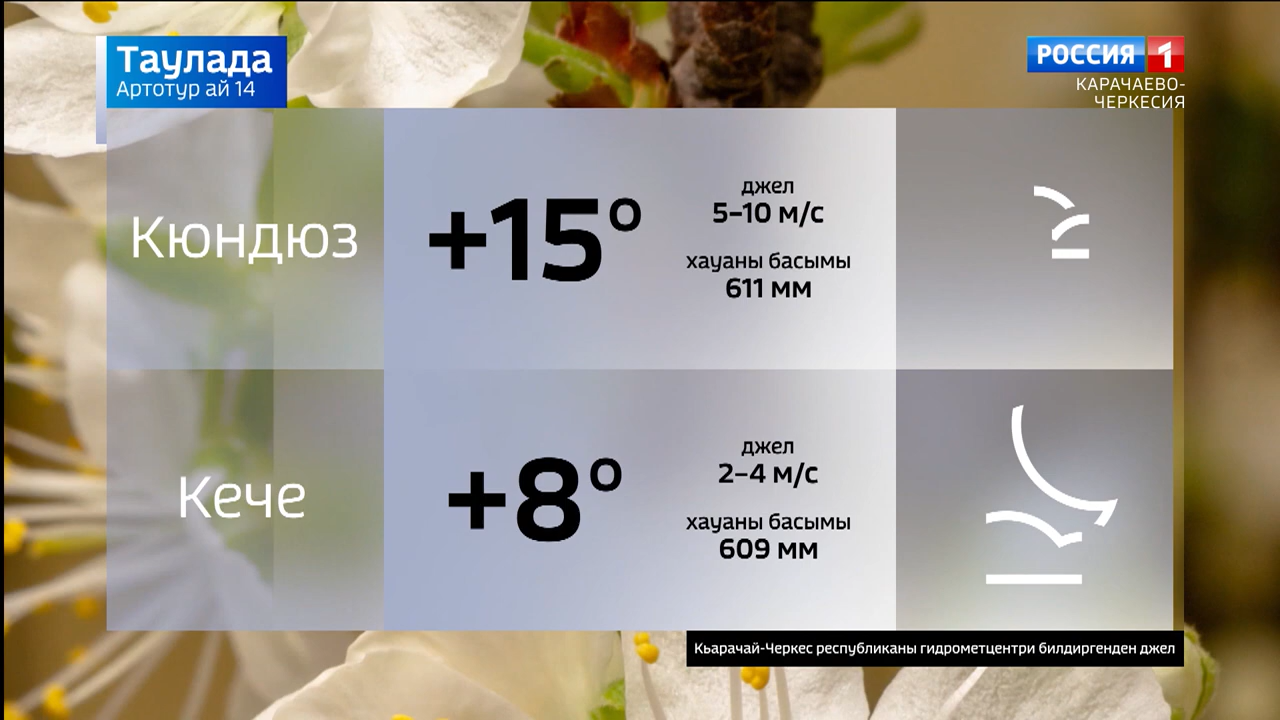 Таулада
Артотур ай 14
РОССИЯ 1
КАРАЧАЕВО-
ЧЕРКЕСИЯ
Кюндюз
+15°
джел
5-10 м/с
хауаны басымы
611 мм
Кече
+8°
джел
2-4 м/с
хауаны басымы
609 мм
Кьарачай-Черкес республиканы гидрометцентри билдиргенден джел